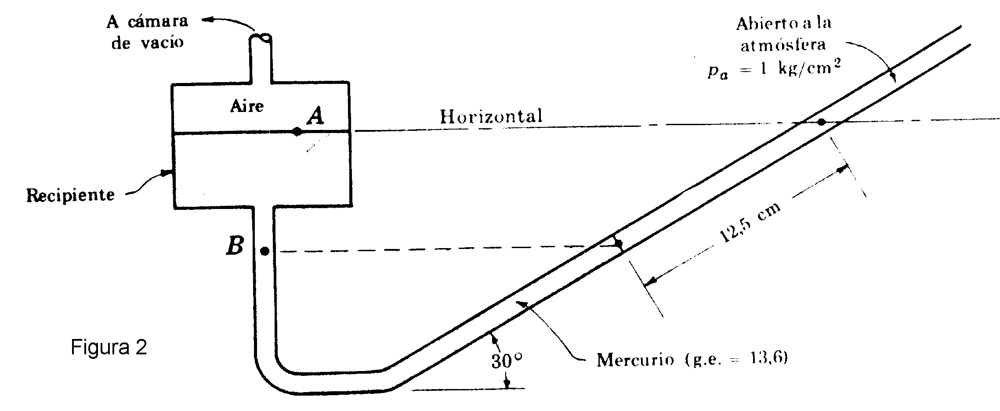 A cámara
de vacío
Abierto a la
atmósfera
pa = 1 kg/cm²
Aire
A
Horizontal
Recipiente
12,5 cm
B
Figura 2
30°
Mercurio (g.e. = 13,6)